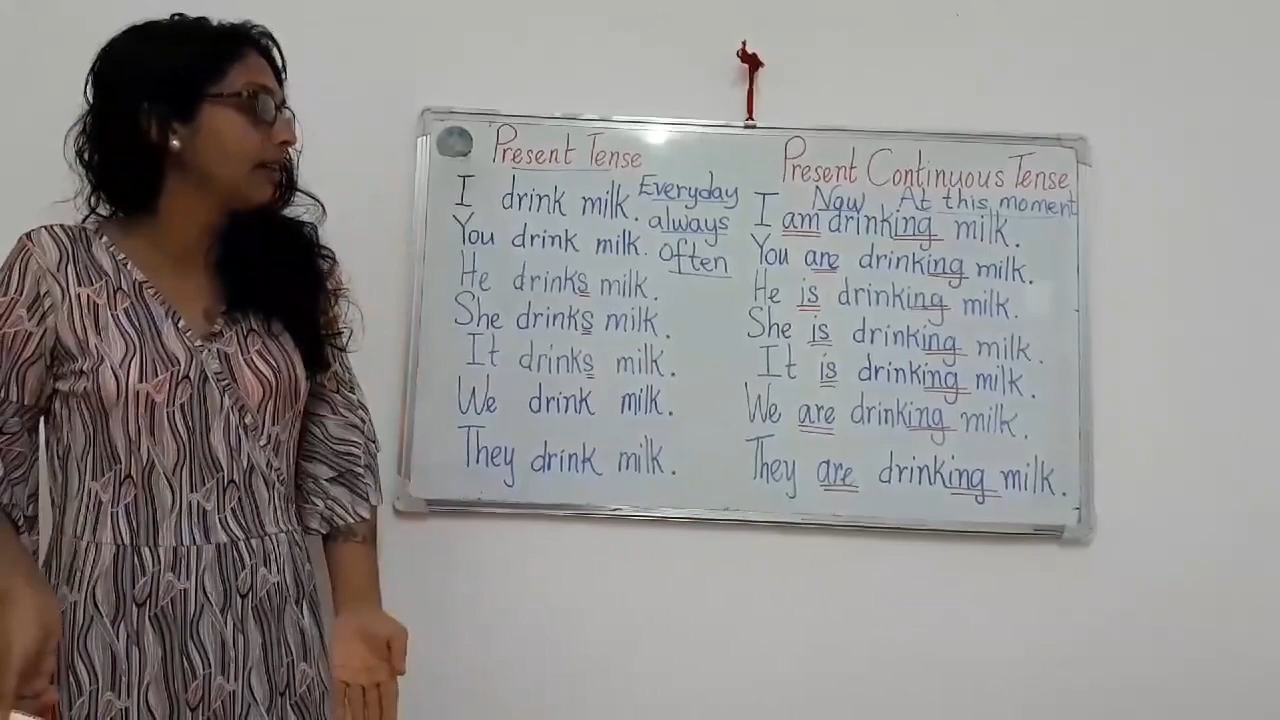 Present Tense
I drink milk. Everyday
You drink milk. always
often
He drinks milk.
She drinks milk.
It drinks milk.
We drink milk.
They drink milk.
Present Continuous Tense
Now At this moment
I am drinking milk.
You are drinking milk.
He is drinking milk.
She is drinking milk.
It is drinking milk.
We are drinking milk.
They are drinking milk.